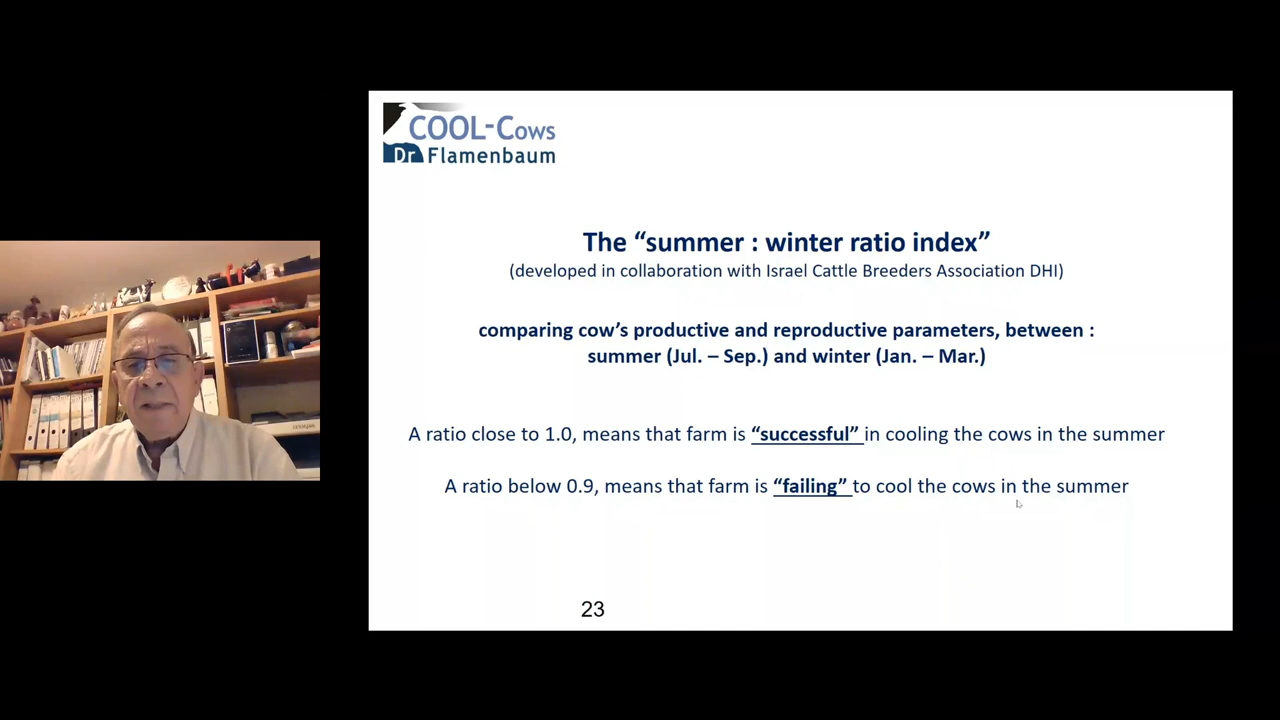 COOL-Cows
Dr Flamenbaum
The “summer : winter ratio index”
(developed in collaboration with Israel Cattle Breeders Association DHI)
comparing cow’s productive and reproductive parameters, between :
summer (Jul. – Sep.) and winter (Jan. – Mar.)
A ratio close to 1.0, means that farm is “successful” in cooling the cows in the summer
A ratio below 0.9, means that farm is “failing” to cool the cows in the summer
23